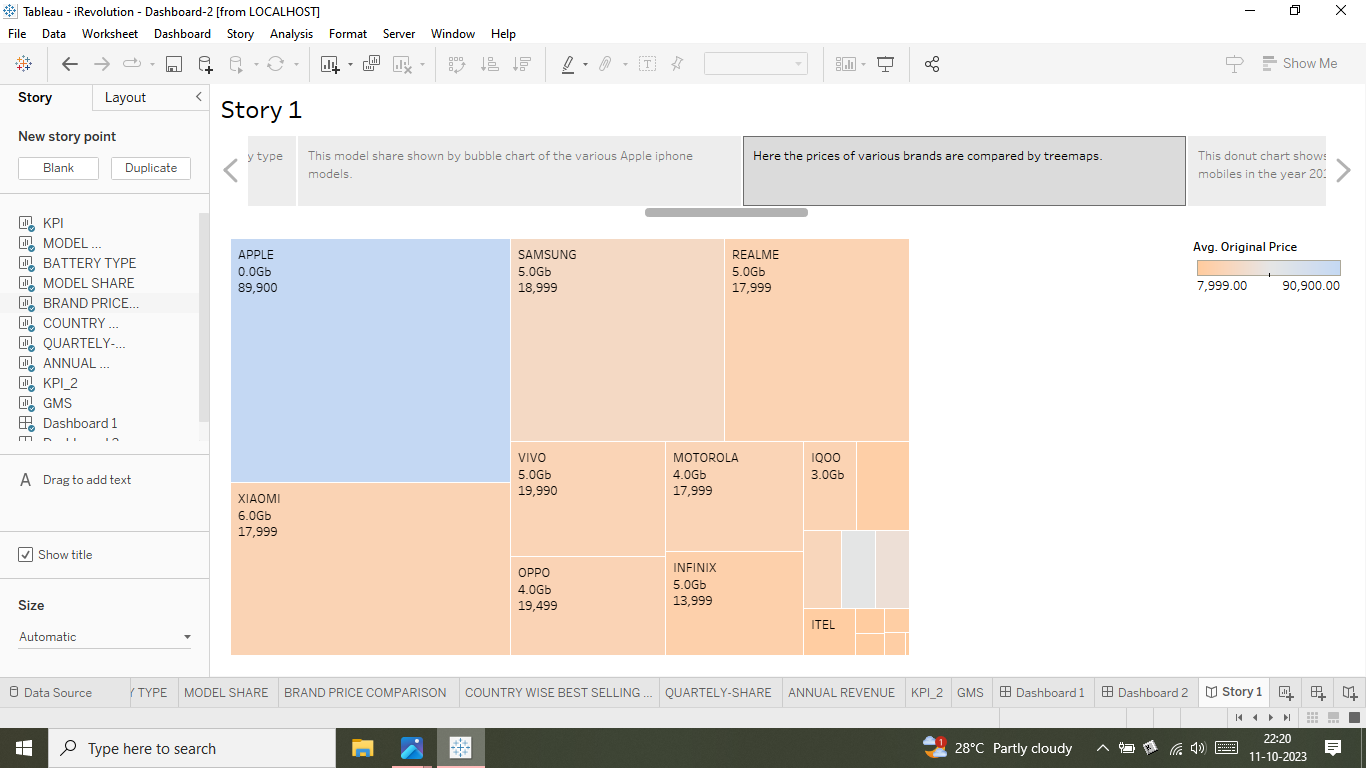 Tableau - iRevolution - Dashboard-2 [from LOCALHOST]
File Data Worksheet Dashboard Story Analysis Format Server Window Help
Show Me
Story Layout
New story point
Blank Duplicate
KPI
MODEL ...
BATTERY TYPE
MODEL SHARE
BRAND PRICE...
COUNTRY ...
QUARTELY-...
ANNUAL ...
KPI_2
GMS
Dashboard 1
Drag to add text
Show title
Size
Automatic
Story 1
y type
This model share shown by bubble chart of the various Apple iphone
models.
Here the prices of various brands are compared by treemaps.
This donut chart shows
mobiles in the year
APPLE
0.0Gb
89,900
SAMSUNG
5.0Gb
18,999
REALME
5.0Gb
17,999
XIAOMI
6.0Gb
17,999
VIVO
5.0Gb
19,990
MOTOROLA
4.0Gb
17,999
IQOO
3.0Gb
OPPO
4.0Gb
19,499
INFINIX
5.0Gb
13,999
ITEL
Avg. Original Price
7,999.00 90,900.00
Data Source Y TYPE MODEL SHARE BRAND PRICE COMPARISON COUNTRY WISE BEST SELLING ... QUARTELY-SHARE ANNUAL REVENUE KPI_2 GMS Dashboard 1 Dashboard 2 Story 1
Type here to search
1
28°C Partly cloudy
22:20
11-10-2023